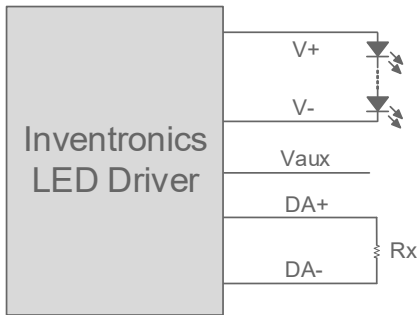 Inventronics
LED Driver
V+
V-
Vaux
DA+
DA-
Rx